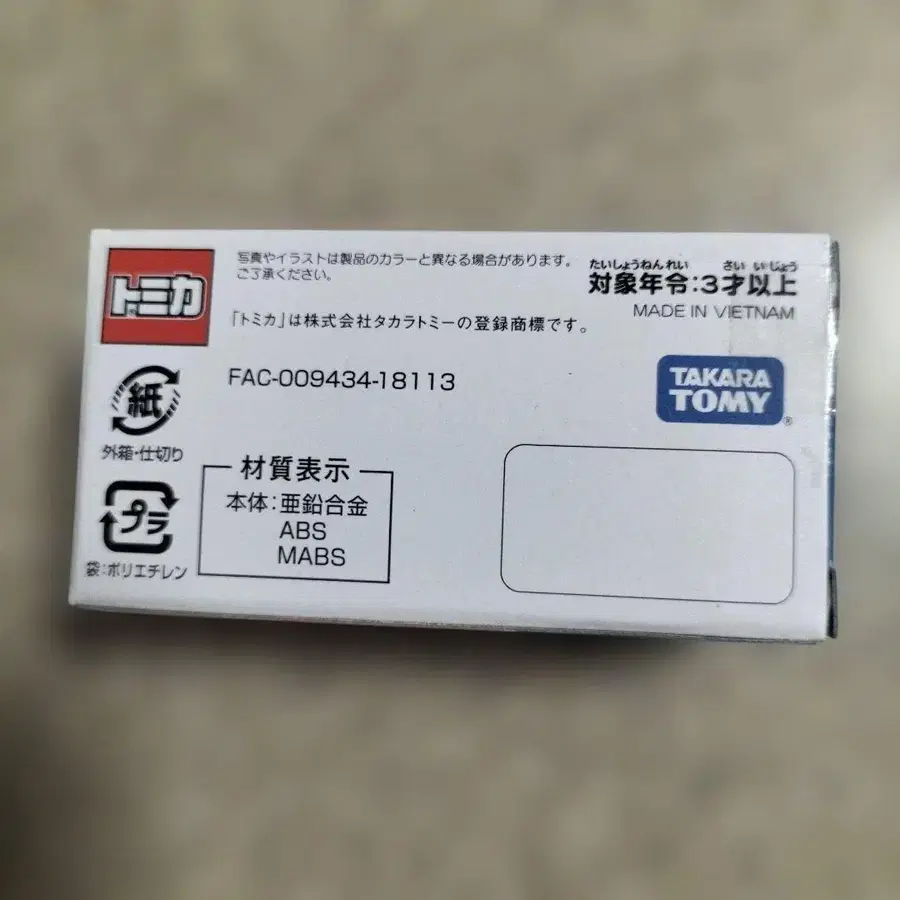 トミカ
写真やイラストは製品のカラーと異なる場合があります。
ご了承ください。
「トミカ」は株式会社タカラトミーの登録商標です。
たいしょうねんれい さい いじょう
対象年令:3才以上
MADE IN VIETNAM
FAC-009434-18113
TAKARA
TOMY®
紙
外箱・仕切り
プラ
袋:ポリエチレン
材質表示
本体:亜鉛合金
ABS
MABS